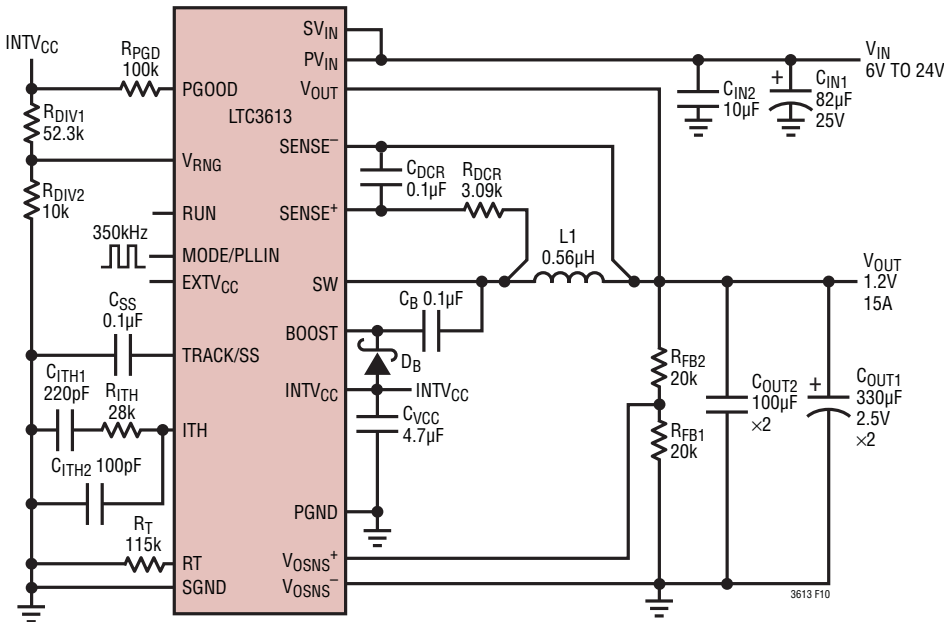 INTVCC
RPGD
100k
RDIV1
52.3k
RDIV2
10k
350kHz
CSS
0.1µF
CITH1
220pF
RITH
28k
CITH2 100pF
RT
115k
LTC3613
PGOOD
VRNG
RUN
MODE/PLLIN
EXTVCC
TRACK/SS
ITH
RT
SGND
SVIN
PVIN
VOUT
SENSE–
SENSE+
SW
BOOST
INTVCC
PGND
VOSNS+
VOSNS–
CDCR
0.1µF
RDCR
3.09k
L1
0.56µH
CB 0.1µF
DB
INTVCC
CVCC
4.7µF
CIN2
10µF
+
CIN1
82µF
25V
VIN
6V TO 24V
VOUT
1.2V
15A
RFB2
20k
RFB1
20k
COUT2
100µF
×2
+
COUT1
330µF
2.5V
×2
3613 F10